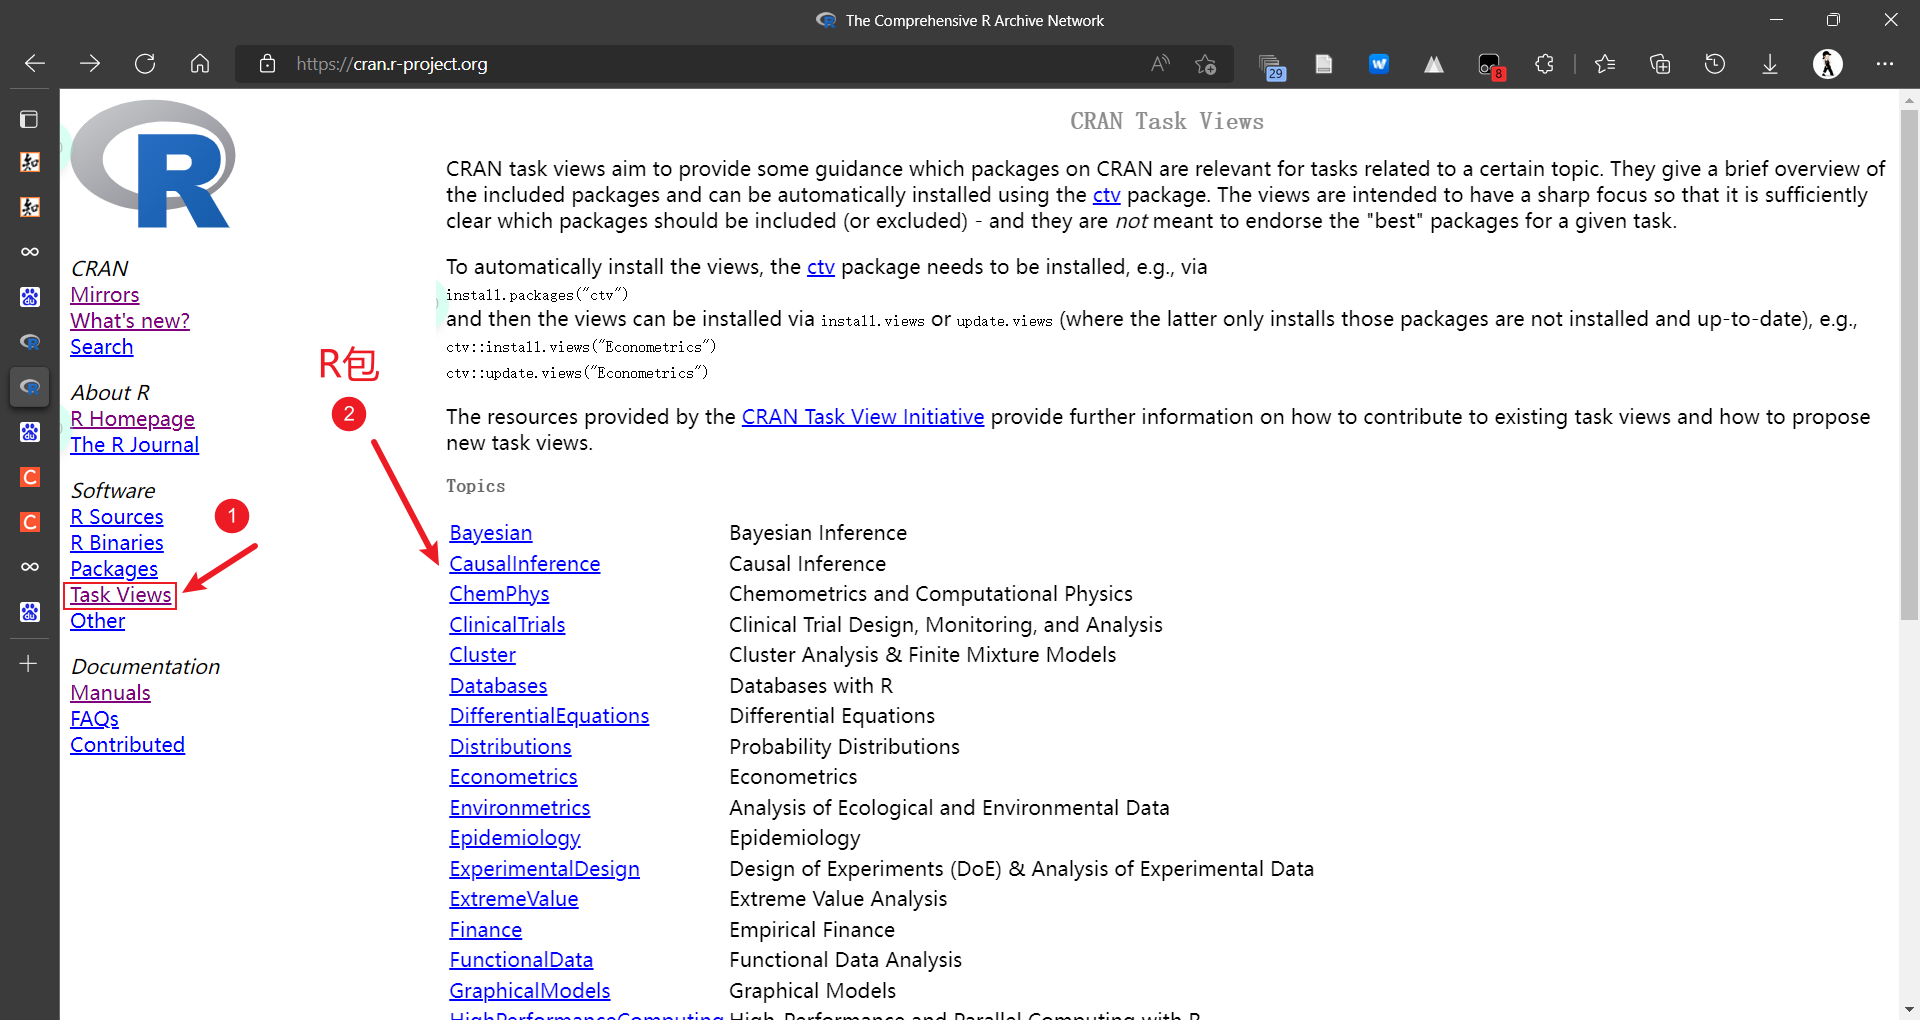 The Comprehensive R Archive Network
https://cran.r-project.org
29
8
CRAN
Mirrors
What's new?
Search
About R
R Homepage
The R Journal
Software
R Sources
R Binaries
Packages
Task Views
Other
Documentation
Manuals
FAQs
Contributed
1
R包
2
CRAN Task Views
CRAN task views aim to provide some guidance which packages on CRAN are relevant for tasks related to a certain topic. They give a brief overview of
the included packages and can be automatically installed using the ctv package. The views are intended to have a sharp focus so that it is sufficiently
clear which packages should be included (or excluded) - and they are not meant to endorse the "best" packages for a given task.
To automatically install the views, the ctv package needs to be installed, e.g., via
install.packages("ctv")
and then the views can be installed via install.views or update.views (where the latter only installs those packages are not installed and up-to-date), e.g.,
ctv::install.views("Econometrics")
ctv::update.views("Econometrics")
The resources provided by the CRAN Task View Initiative provide further information on how to contribute to existing task views and how to propose
new task views.
Topics
Bayesian Bayesian Inference
CausalInference Causal Inference
ChemPhys Chemometrics and Computational Physics
ClinicalTrials Clinical Trial Design, Monitoring, and Analysis
Cluster Cluster Analysis & Finite Mixture Models
Databases Databases with R
DifferentialEquations Differential Equations
Distributions Probability Distributions
Econometrics Econometrics
Environmetrics Analysis of Ecological and Environmental Data
Epidemiology Epidemiology
ExperimentalDesign Design of Experiments (DoE) & Analysis of Experimental Data
ExtremeValue Extreme Value Analysis
Finance Empirical Finance
FunctionalData Functional Data Analysis
GraphicalModels Graphical Models
HighPerformanceComputing High-Performance and Parallel Computing with R